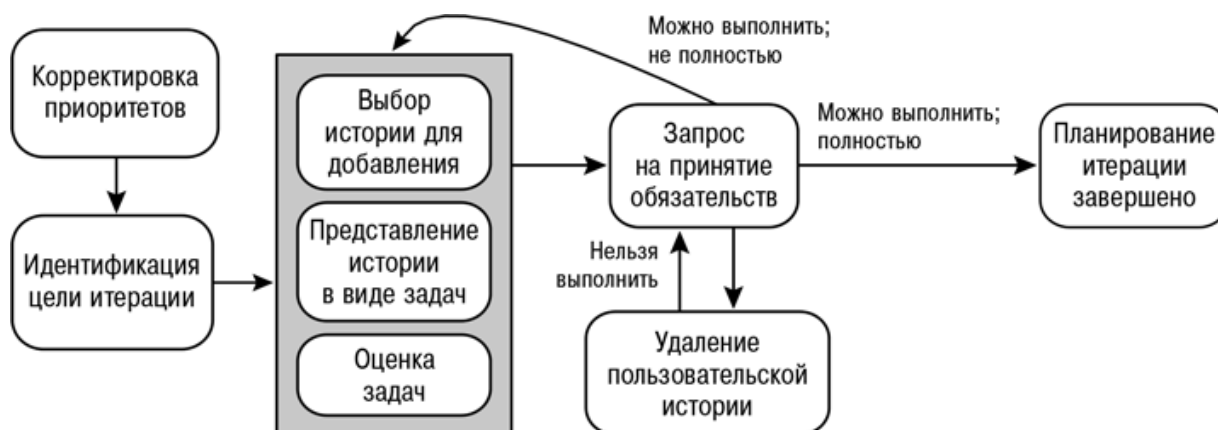 Корректировка
приоритетов
Идентификация
цели итерации
Выбор
истории для
добавления
Представление
истории
в виде задач
Оценка
задач
Можно выполнить;
не полностью
Запрос
на принятие
обязательств
Можно выполнить;
полностью
Планирование
итерации
завершено
Нельзя
выполнить
Удаление
пользовательской
истории